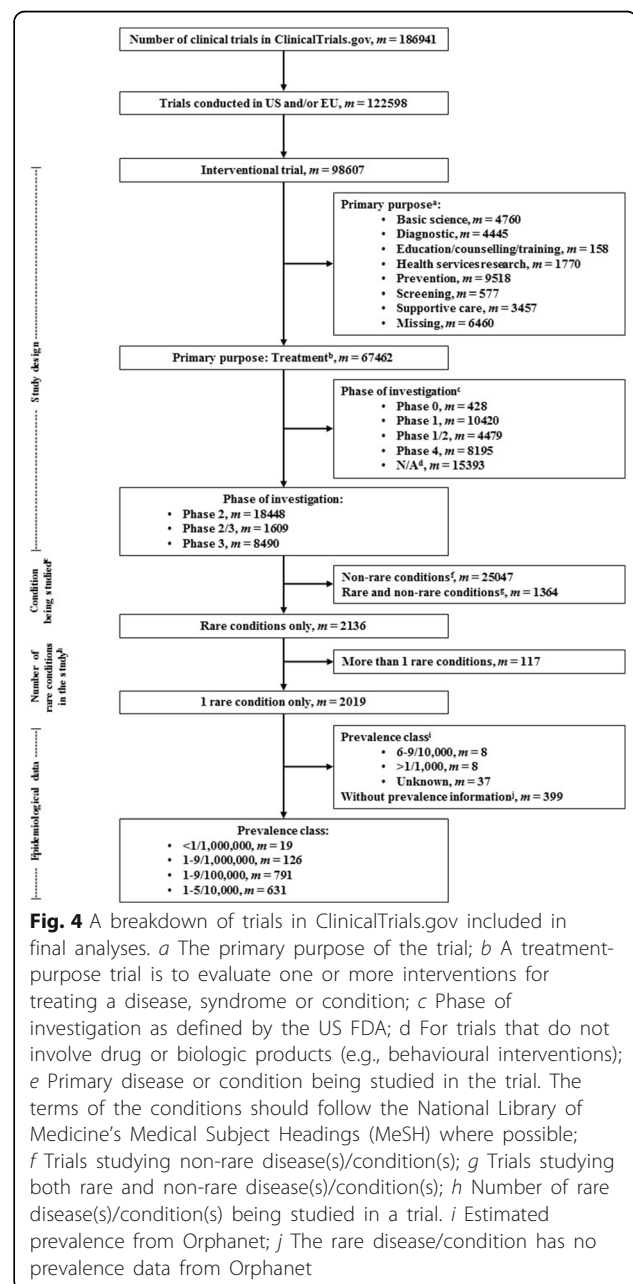 Number of clinical trials in ClinicalTrials.gov, m = 186941
Trials conducted in US and/or EU, m = 122598
Interventional trial, m = 98607
Primary purposeᵃ:
• Basic science, m = 4760
• Diagnostic, m = 4445
• Education/counselling/training, m = 158
• Health services research, m = 1770
• Prevention, m = 9518
• Screening, m = 577
• Supportive care, m = 3457
• Missing, m = 6460
Study design
Primary purpose: Treatmentᵇ, m = 67462
Phase of investigationᶜ
• Phase 0, m = 428
• Phase 1, m = 10420
• Phase 1/2, m = 4479
• Phase 4, m = 8195
• N/Aᵈ, m = 15393
Phase of investigation:
• Phase 2, m = 18448
• Phase 2/3, m = 1609
• Phase 3, m = 8490
Condition
being studiedᵉ
Non-rare conditionsᶠ, m = 25047
Rare and non-rare conditionsᵍ, m = 1364
Rare conditions only, m = 2136
Number of
rare conditions
in the studyʰ
More than 1 rare conditions, m = 117
1 rare condition only, m = 2019
Epidemiological data
Prevalence classⁱ
• 6-9/10,000, m = 8
• >1/1,000, m = 8
• Unknown, m = 37
Without prevalence informationʲ, m = 399
Prevalence class:
• <1/1,000,000, m = 19
• 1-9/1,000,000, m = 126
• 1-9/100,000, m = 791
• 1-5/10,000, m = 631
Fig. 4 A breakdown of trials in ClinicalTrials.gov included in
final analyses. a The primary purpose of the trial; b A treatment-
purpose trial is to evaluate one or more interventions for
treating a disease, syndrome or condition; c Phase of
investigation as defined by the US FDA; d For trials that do not
involve drug or biologic products (e.g., behavioural interventions);
e Primary disease or condition being studied in the trial. The
terms of the conditions should follow the National Library of
Medicine's Medical Subject Headings (MeSH) where possible;
f Trials studying non-rare disease(s)/condition(s); g Trials studying
both rare and non-rare disease(s)/condition(s); h Number of rare
disease(s)/condition(s) being studied in a trial. i Estimated
prevalence from Orphanet; j The rare disease/condition has no
prevalence data from Orphanet